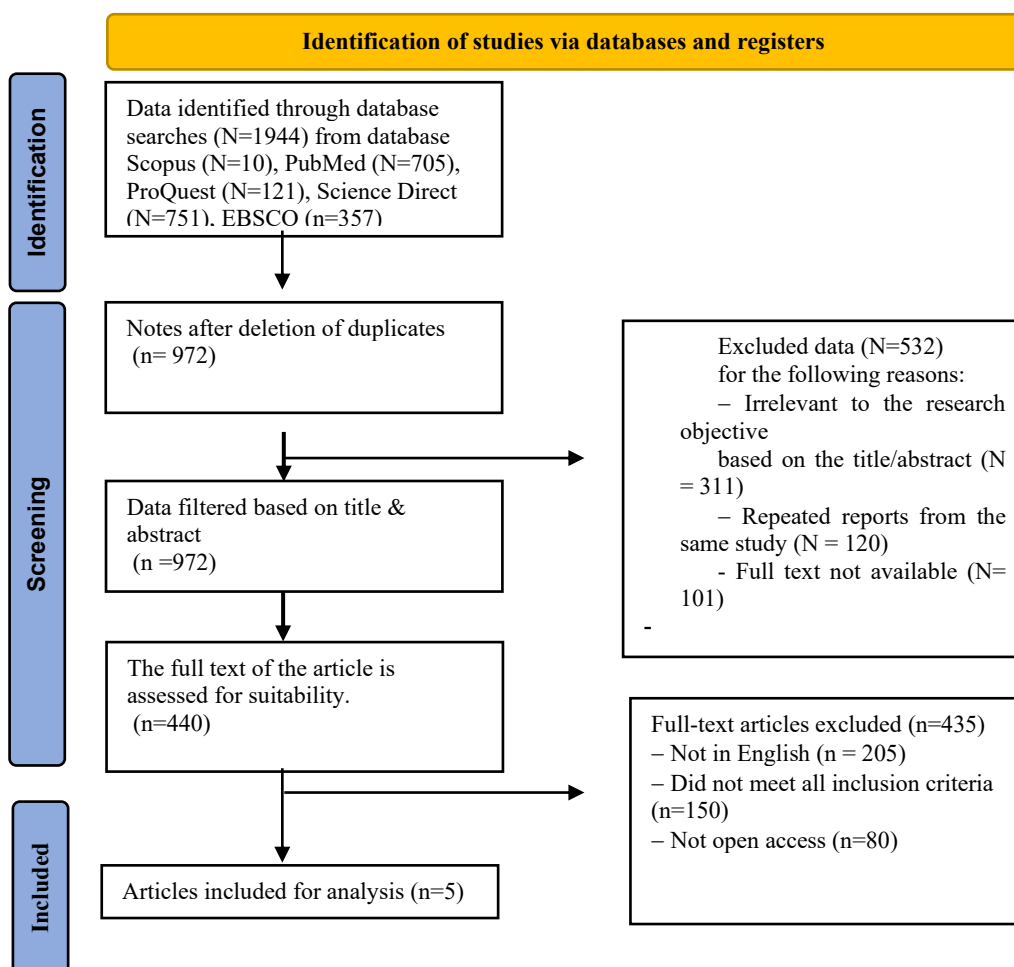 Identification of studies via databases and registers
Identification
Data identified through database
searches (N=1944) from database
Scopus (N=10), PubMed (N=705),
ProQuest (N=121), Science Direct
(N=751), EBSCO (n=357)
Screening
Notes after deletion of duplicates
(n= 972)
Excluded data (N=532)
for the following reasons:
– Irrelevant to the research
objective
based on the title/abstract (N
= 311)
– Repeated reports from the
same study (N = 120)
- Full text not available (N=
101)
-
Data filtered based on title &
abstract
(n =972)
The full text of the article is
assessed for suitability.
(n=440)
Full-text articles excluded (n=435)
– Not in English (n = 205)
– Did not meet all inclusion criteria
(n=150)
– Not open access (n=80)
Included
Articles included for analysis (n=5)